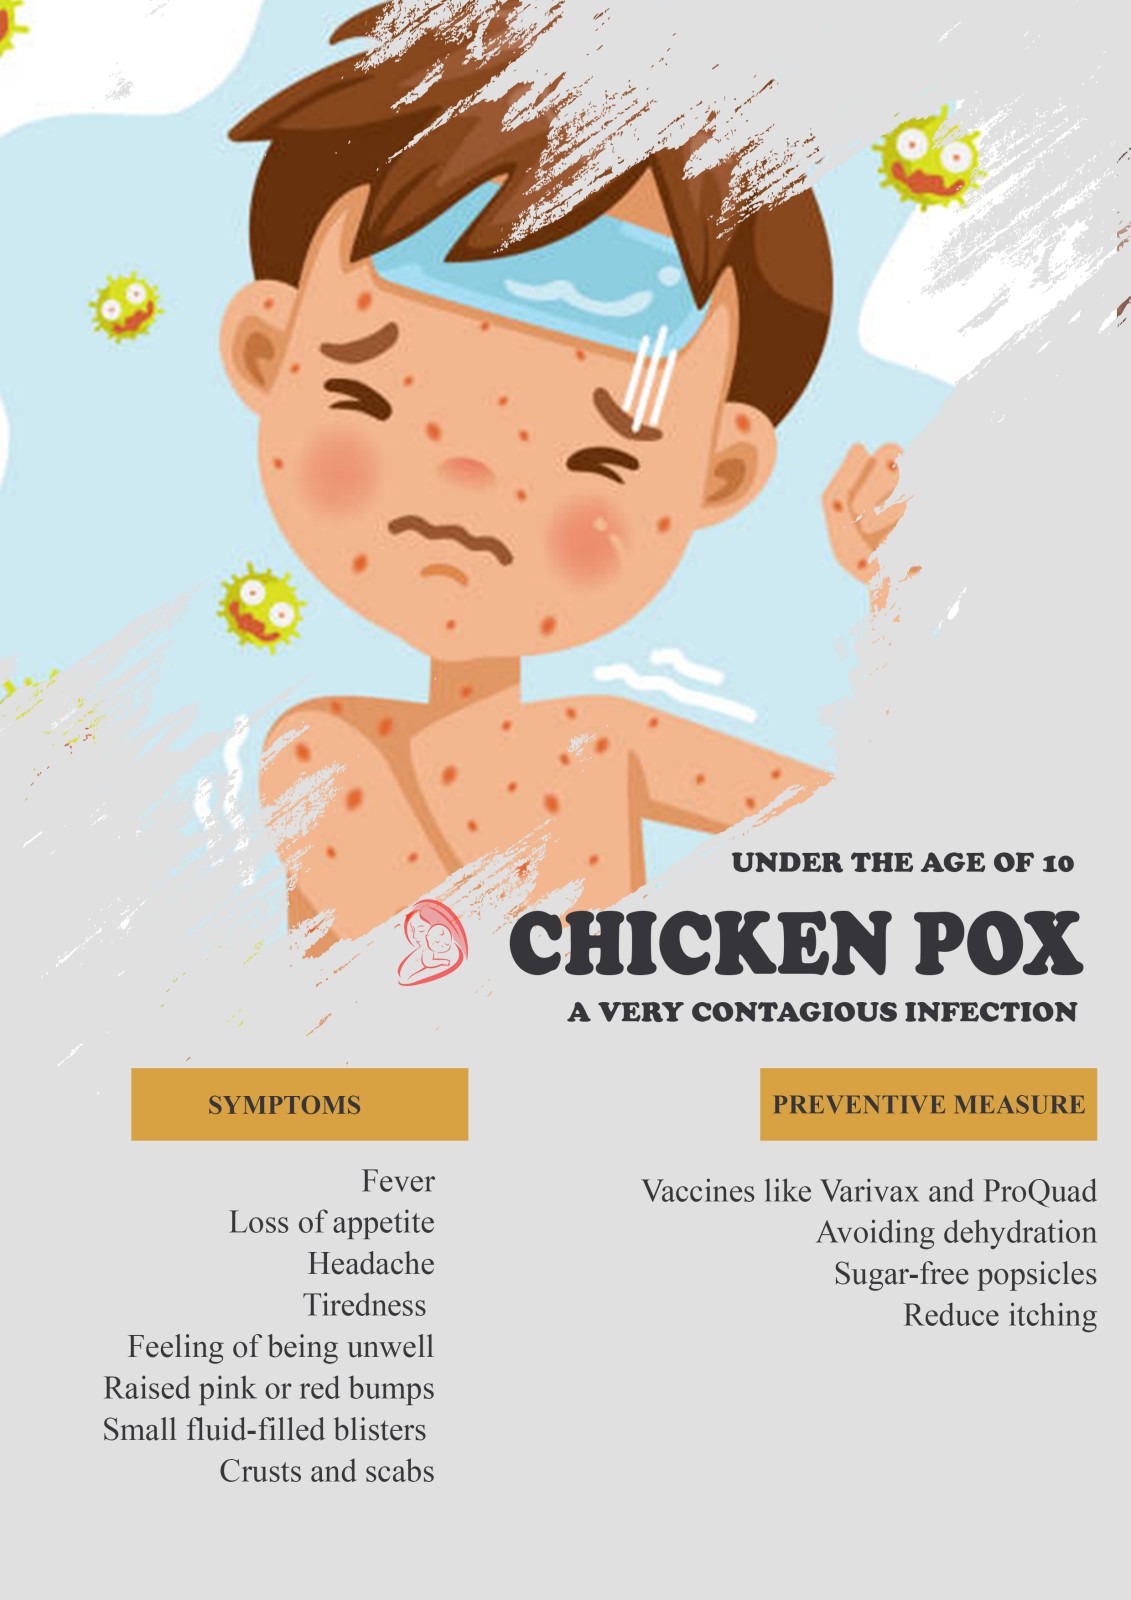 UNDER THE AGE OF 10
CHICKEN POX
A VERY CONTAGIOUS INFECTION
SYMPTOMS
Fever
Loss of appetite
Headache
Tiredness
Feeling of being unwell
Raised pink or red bumps
Small fluid-filled blisters
Crusts and scabs
PREVENTIVE MEASURE
Vaccines like Varivax and ProQuad
Avoiding dehydration
Sugar-free popsicles
Reduce itching